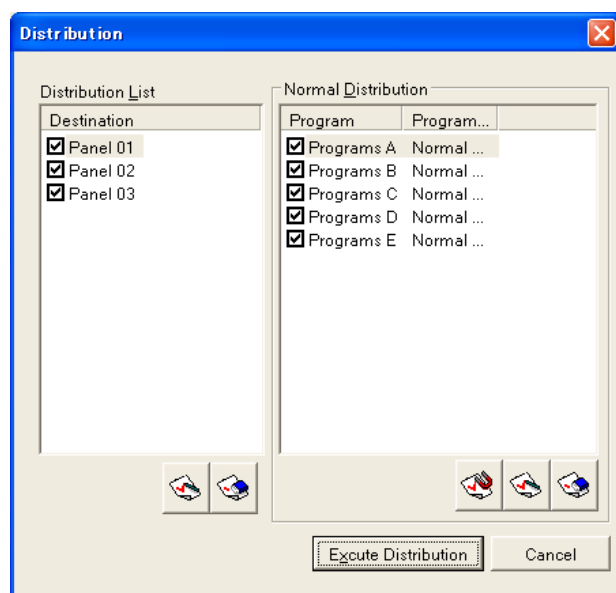 Distribution
Distribution List
Destination
Panel 01
Panel 02
Panel 03
Normal Distribution
Program Program...
Programs A Normal ...
Programs B Normal ...
Programs C Normal ...
Programs D Normal ...
Programs E Normal ...
Excute Distribution
Cancel